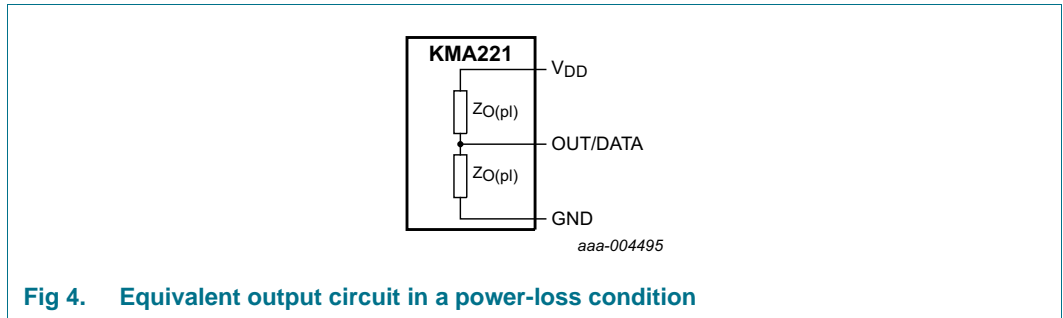 KMA221
VDD
ZO(pl)
OUT/DATA
ZO(pl)
GND
aaa-004495
Fig 4. Equivalent output circuit in a power-loss condition